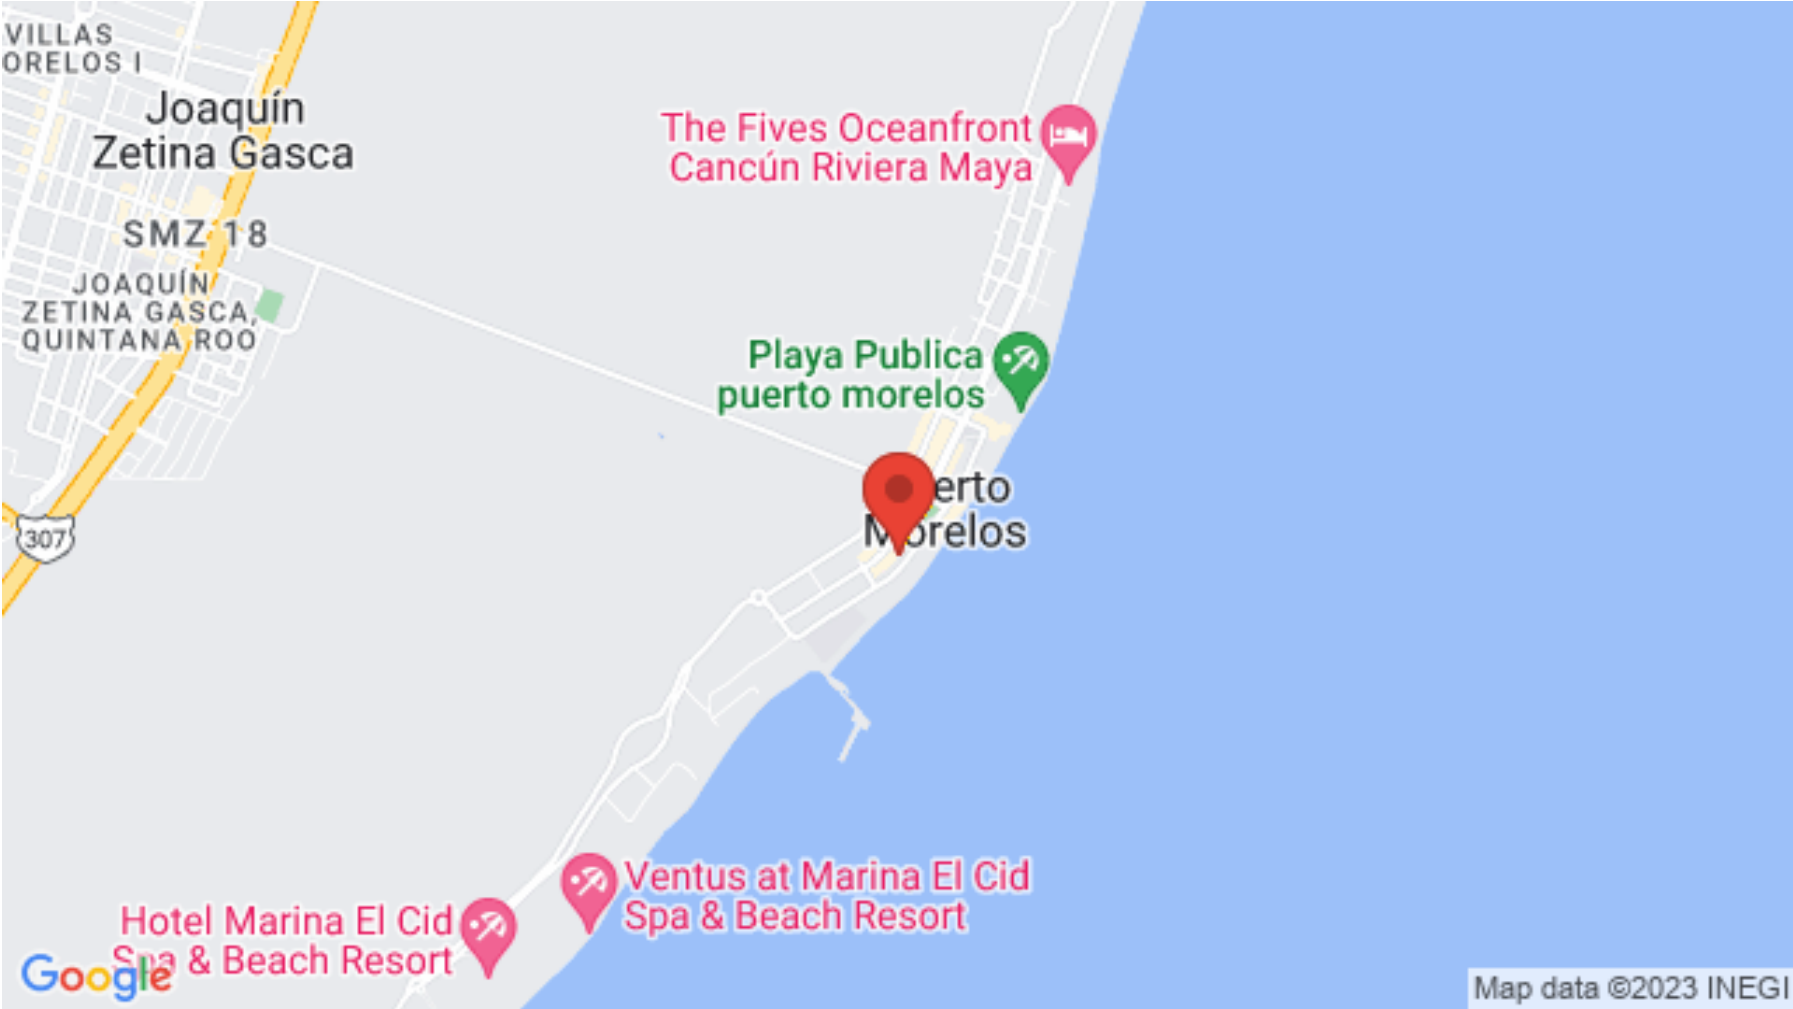 VILLAS
ORELOS I
Joaquín
Zetina Gasca
The Fives Oceanfront
Cancún Riviera Maya
SMZ 18
JOAQUÍN
ZETINA GASCA,
QUINTANA ROO
Playa Publica
puerto morelos
erto
Morelos
307
Ventus at Marina El Cid
Spa & Beach Resort
Hotel Marina El Cid
Spa & Beach Resort
Google
Map data ©2023 INEGI